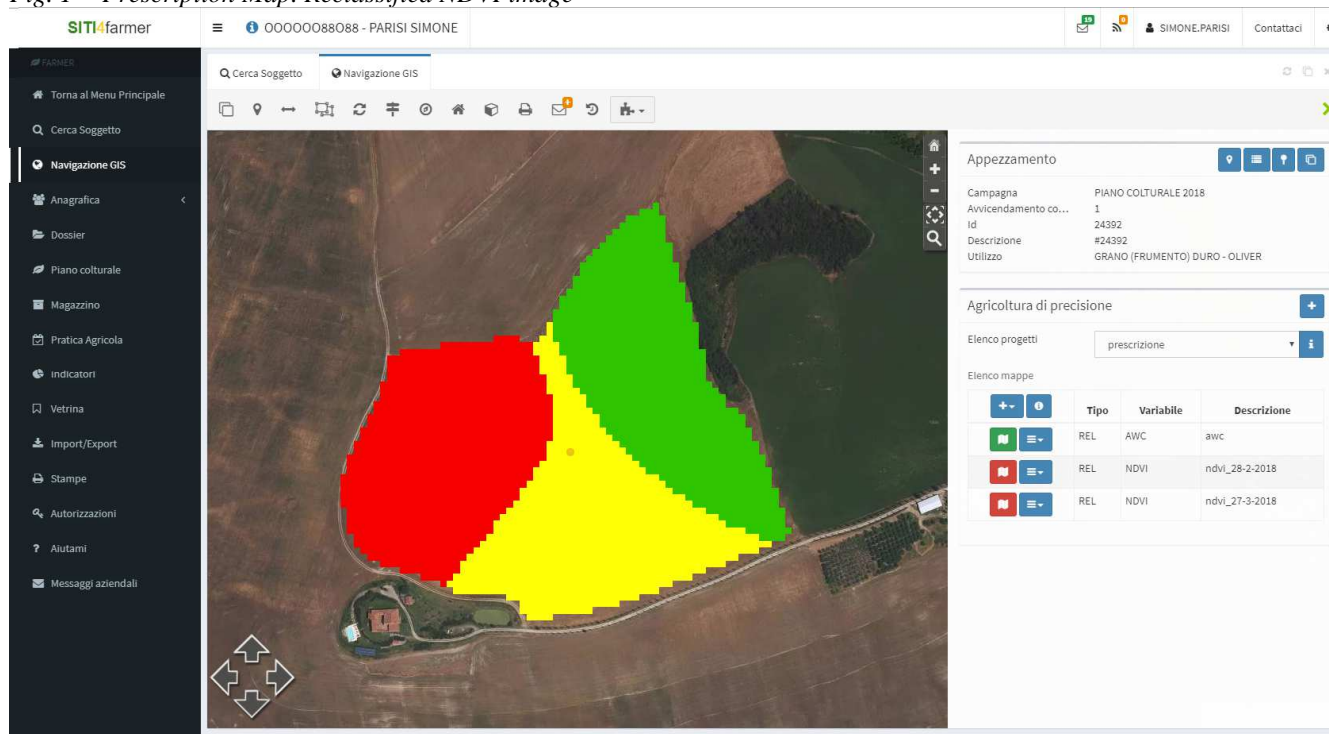 Fig. 1 – Prescription Map: Reclassified NDVI image
SITI4farmer
OOOOOO88O88 - PARISI SIMONE
19
0
SIMONE.PARISI
Contattaci
FARMER
Torna al Menu Principale
Cerca Soggetto
Navigazione GIS
Anagrafica
Dossier
Piano colturale
Magazzino
Pratica Agricola
Indicatori
Vetrina
Import/Export
Stampe
Autorizzazioni
Aiutami
Messaggi aziendali
Cerca Soggetto
Navigazione GIS
Appezzamento
Campagna PIANO COLTURALE 2018
Avvicendamento co... 1
Id 24392
Descrizione #24392
Utilizzo GRANO (FRUMENTO) DURO - OLIVER
Agricoltura di precisione
Elenco progetti prescrizione
Elenco mappe
Tipo Variabile Descrizione
REL AWC awc
REL NDVI ndvi_28-2-2018
REL NDVI ndvi_27-3-2018